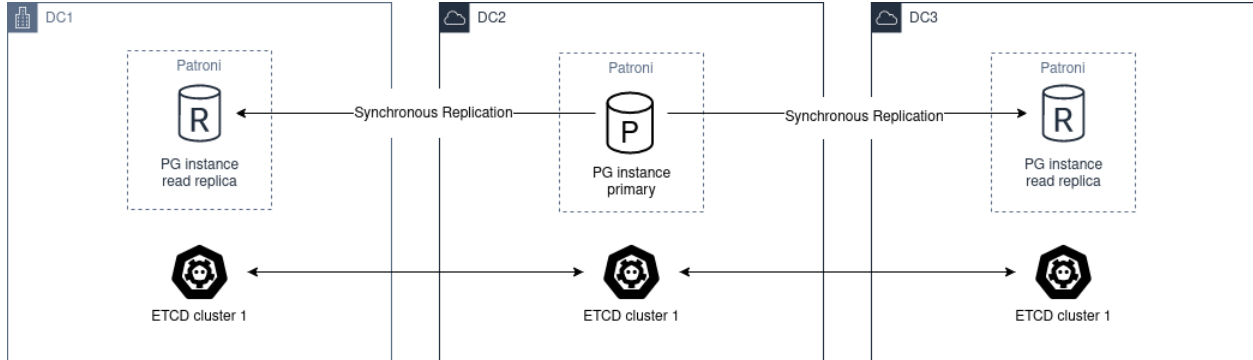 DC1
DC2
DC3
Patroni
Patroni
Patroni
R
Synchronous Replication
P
Synchronous Replication
R
PG instance
read replica
PG instance
primary
PG instance
read replica
ETCD cluster 1
ETCD cluster 1
ETCD cluster 1